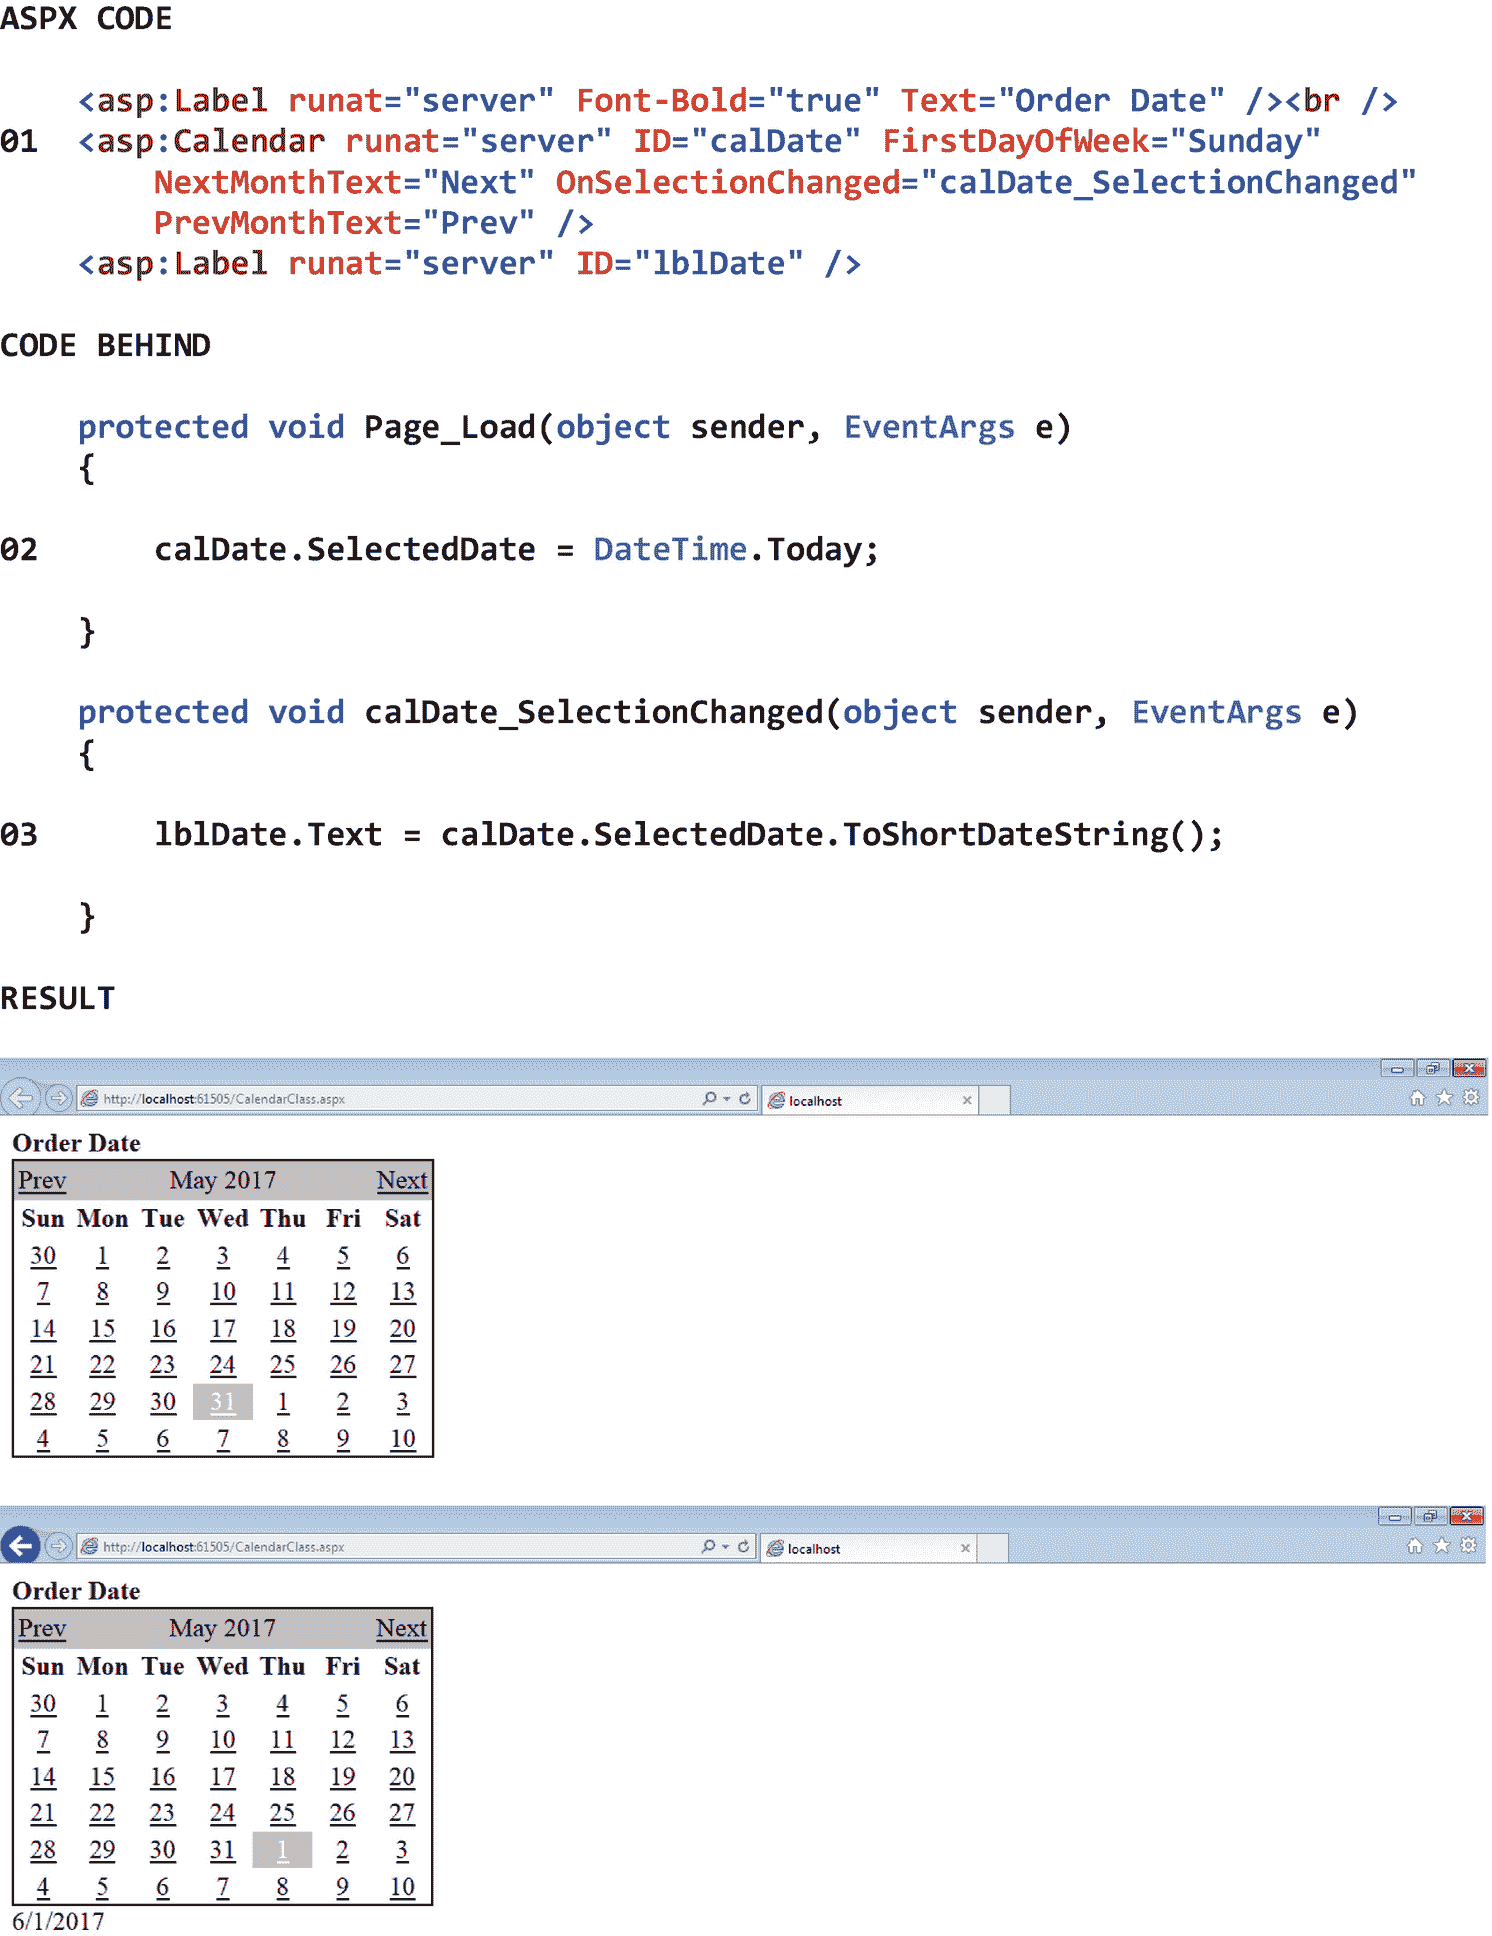 ASPX CODE
<asp:Label runat="server" Font-Bold="true" Text="Order Date" /><br />
01 <asp:Calendar runat="server" ID="calDate" FirstDayOfWeek="Sunday"
NextMonthText="Next" OnSelectionChanged="calDate_SelectionChanged"
PrevMonthText="Prev" />
<asp:Label runat="server" ID="lblDate" />
CODE BEHIND
protected void Page_Load(object sender, EventArgs e)
{
02 calDate.SelectedDate = DateTime.Today;
}
protected void calDate_SelectionChanged(object sender, EventArgs e)
{
03 lblDate.Text = calDate.SelectedDate.ToShortDateString();
}
RESULT
http://localhost:61505/CalendarClass.aspx localhost
Order Date
Prev May 2017 Next
Sun Mon Tue Wed Thu Fri Sat
30 1 2 3 4 5 6
7 8 9 10 11 12 13
14 15 16 17 18 19 20
21 22 23 24 25 26 27
28 29 30 31 1 2 3
4 5 6 7 8 9 10
http://localhost:61505/CalendarClass.aspx localhost
Order Date
Prev May 2017 Next
Sun Mon Tue Wed Thu Fri Sat
30 1 2 3 4 5 6
7 8 9 10 11 12 13
14 15 16 17 18 19 20
21 22 23 24 25 26 27
28 29 30 31 1 2 3
4 5 6 7 8 9 10
6/1/2017